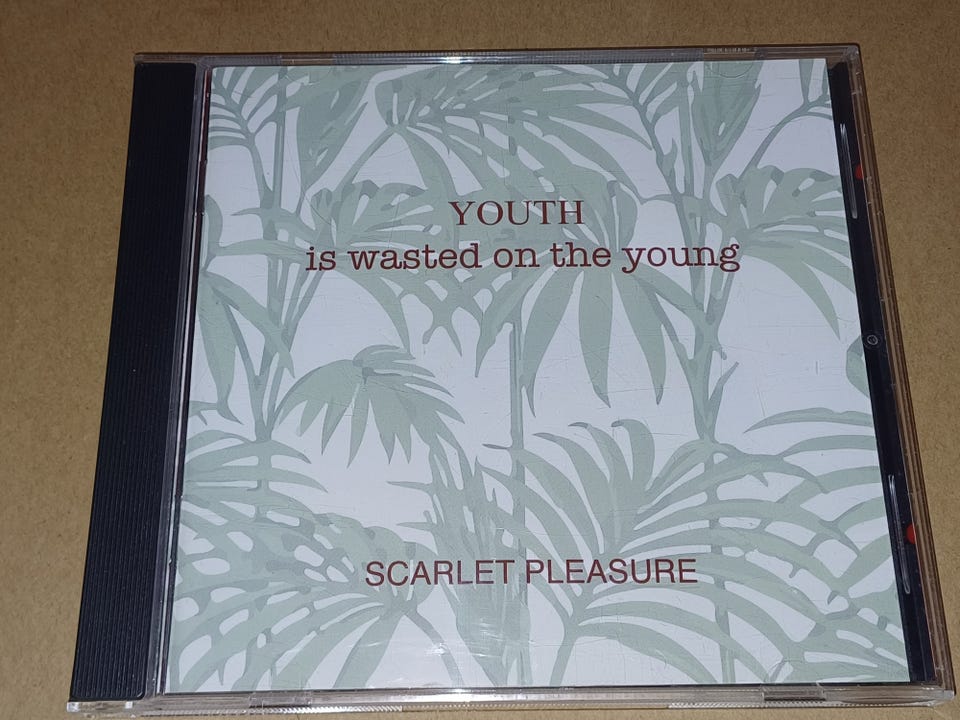 YOUTH
is wasted on the young
SCARLET PLEASURE